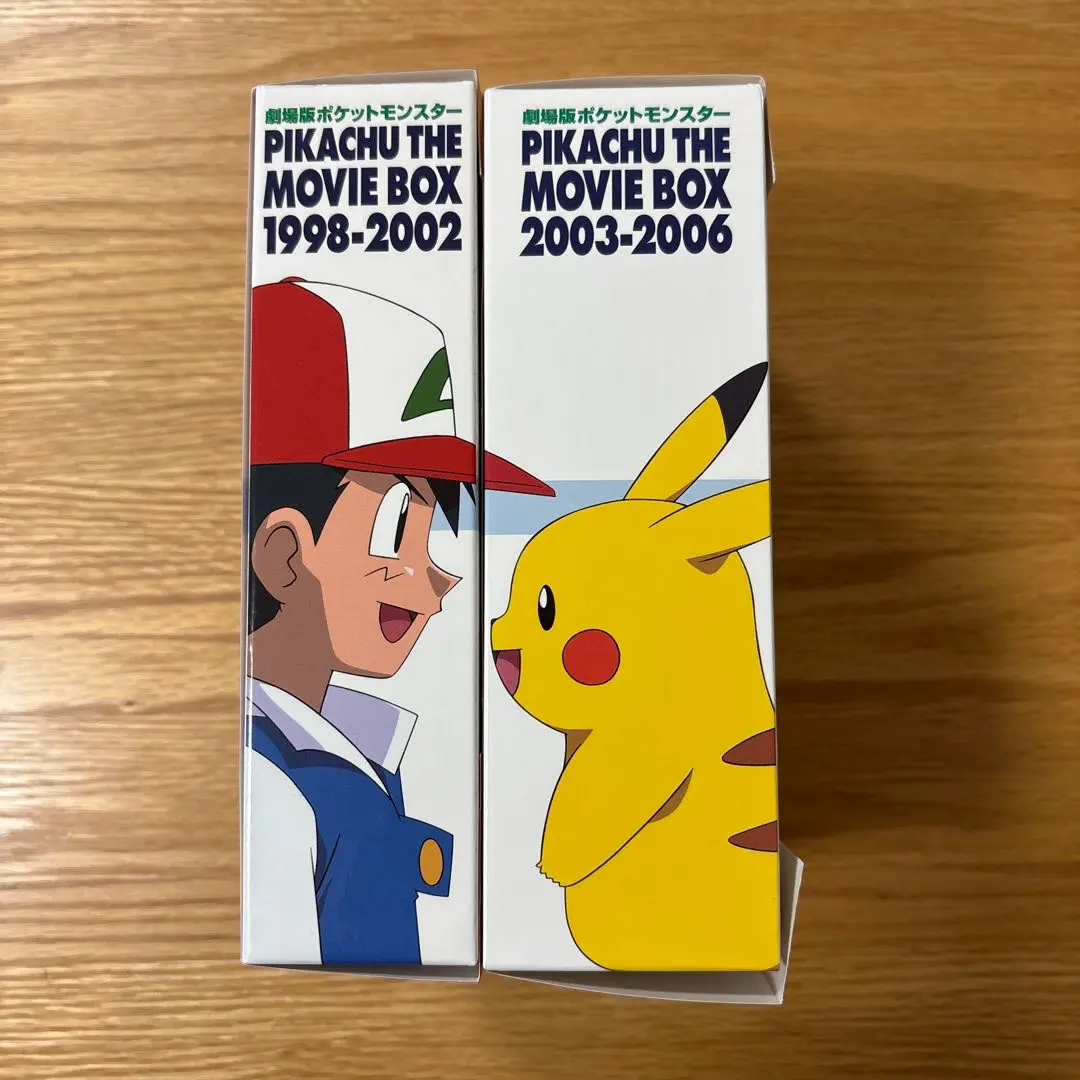 劇場版ポケットモンスター
PIKACHU THE
MOVIE BOX
1998-2002
劇場版ポケットモンスター
PIKACHU THE
MOVIE BOX
2003-2006